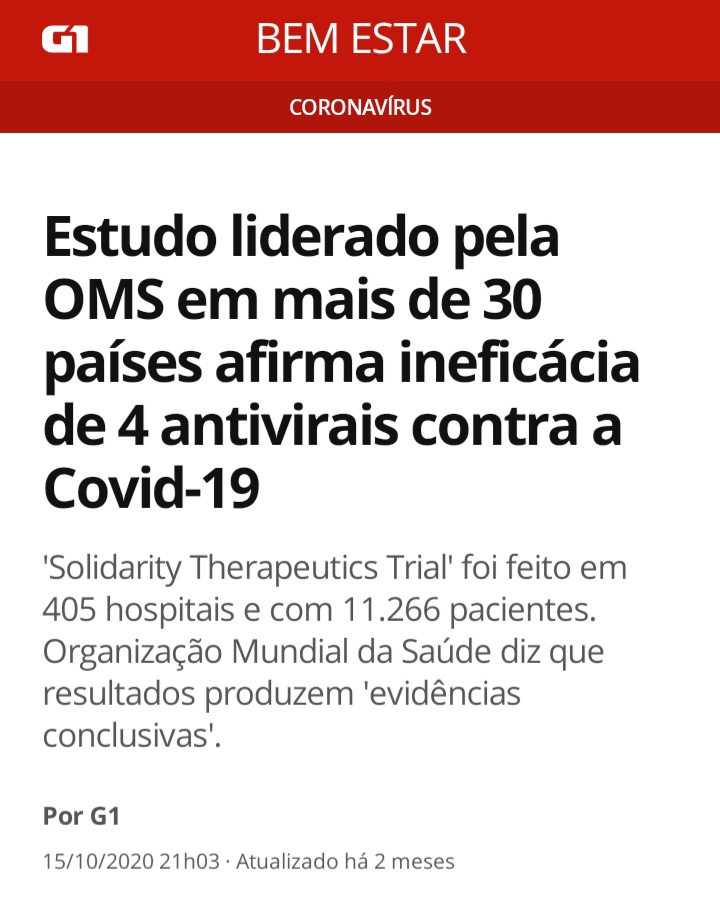 G1
BEM ESTAR
CORONAVÍRUS
Estudo liderado pela
OMS em mais de 30
países afirma ineficácia
de 4 antivirais contra a
Covid-19
'Solidarity Therapeutics Trial' foi feito em
405 hospitais e com 11.266 pacientes.
Organização Mundial da Saúde diz que
resultados produzem 'evidências
conclusivas'.
Por G1
15/10/2020 21h03 · Atualizado há 2 meses